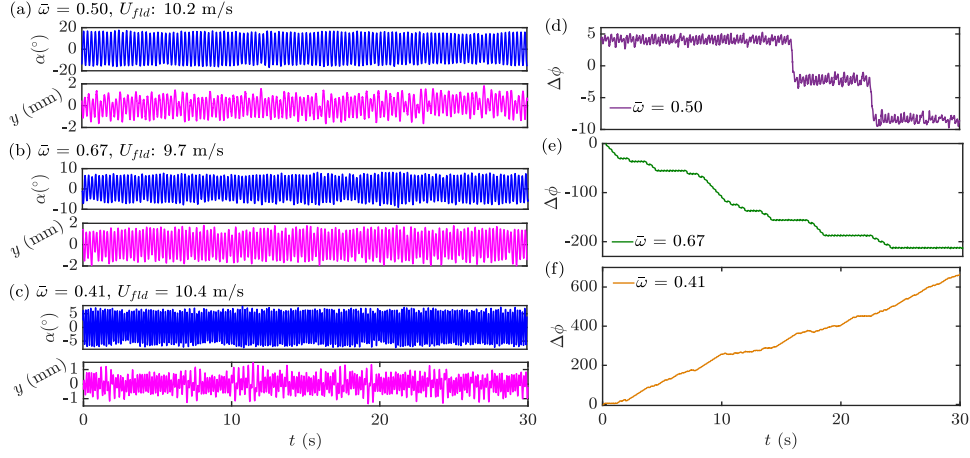 (a) ω̄ = 0.50, U_fld: 10.2 m/s
α(°)
20
0
-20
y (mm)
2
0
-2
(b) ω̄ = 0.67, U_fld: 9.7 m/s
α(°)
10
0
-10
y (mm)
2
0
-2
(c) ω̄ = 0.41, U_fld = 10.4 m/s
α(°)
5
0
-5
y (mm)
1
0
-1
0 10 20 30
t (s)
(d)
Δϕ
5
0
-5
-10
ω̄ = 0.50
(e)
Δϕ
0
-100
-200
ω̄ = 0.67
(f)
Δϕ
600
400
200
0
ω̄ = 0.41
0 10 20 30
t (s)